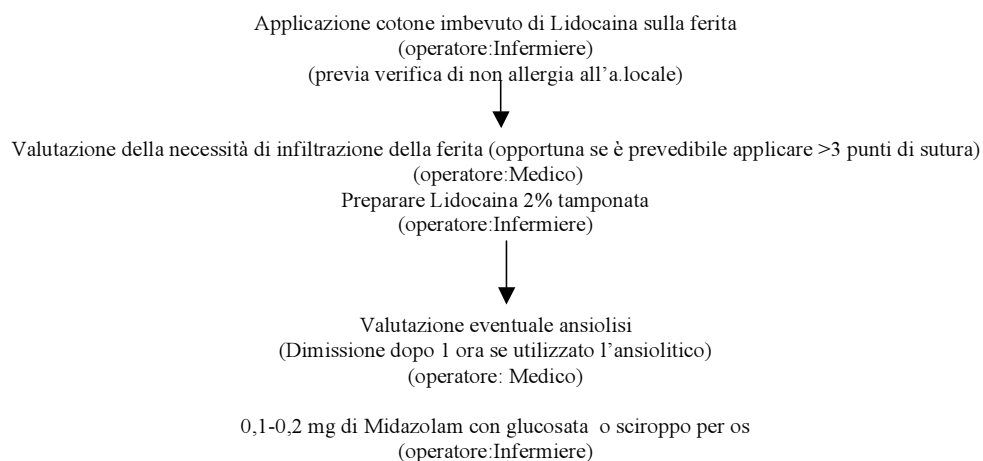 Applicazione cotone imbevuto di Lidocaina sulla ferita
(operatore:Infermiere)
(previa verifica di non allergia all’a.locale)
Valutazione della necessità di infiltrazione della ferita (opportuna se è prevedibile applicare >3 punti di sutura)
(operatore:Medico)
Preparare Lidocaina 2% tamponata
(operatore:Infermiere)
Valutazione eventuale ansiolisi
(Dimissione dopo 1 ora se utilizzato l’ansiolitico)
(operatore: Medico)
0,1-0,2 mg di Midazolam con glucosata o sciroppo per os
(operatore:Infermiere)